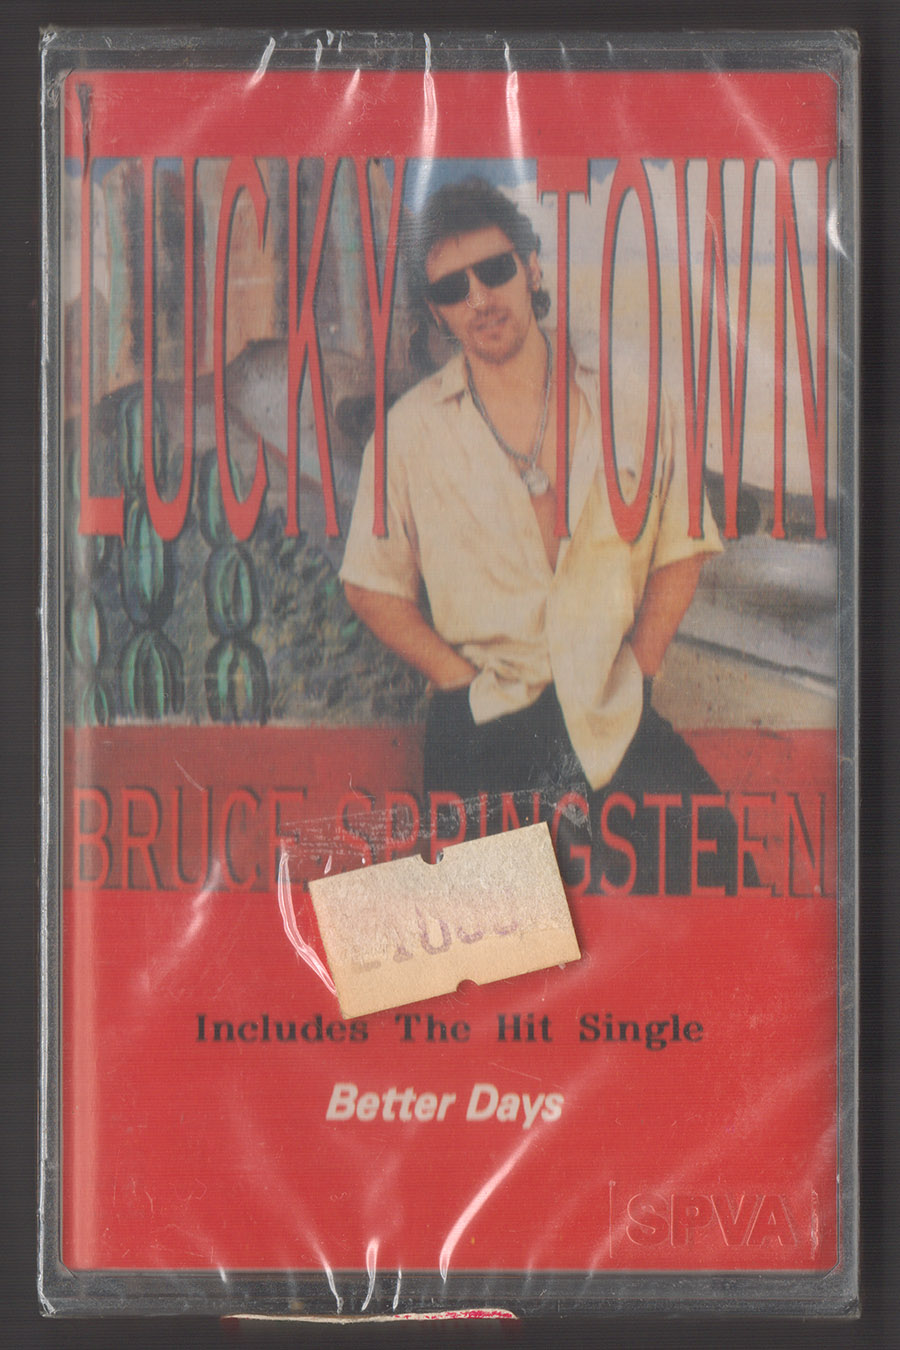 LUCKY TOWN
BRUCE SPRINGSTEEN
Includes The Hit Single
Better Days
SPVA